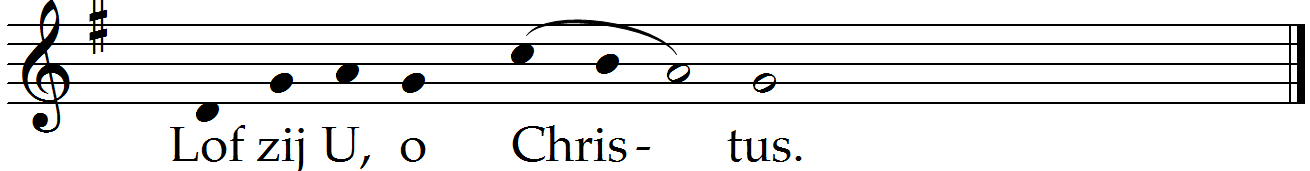 Lof zij U, o Chris - tus.